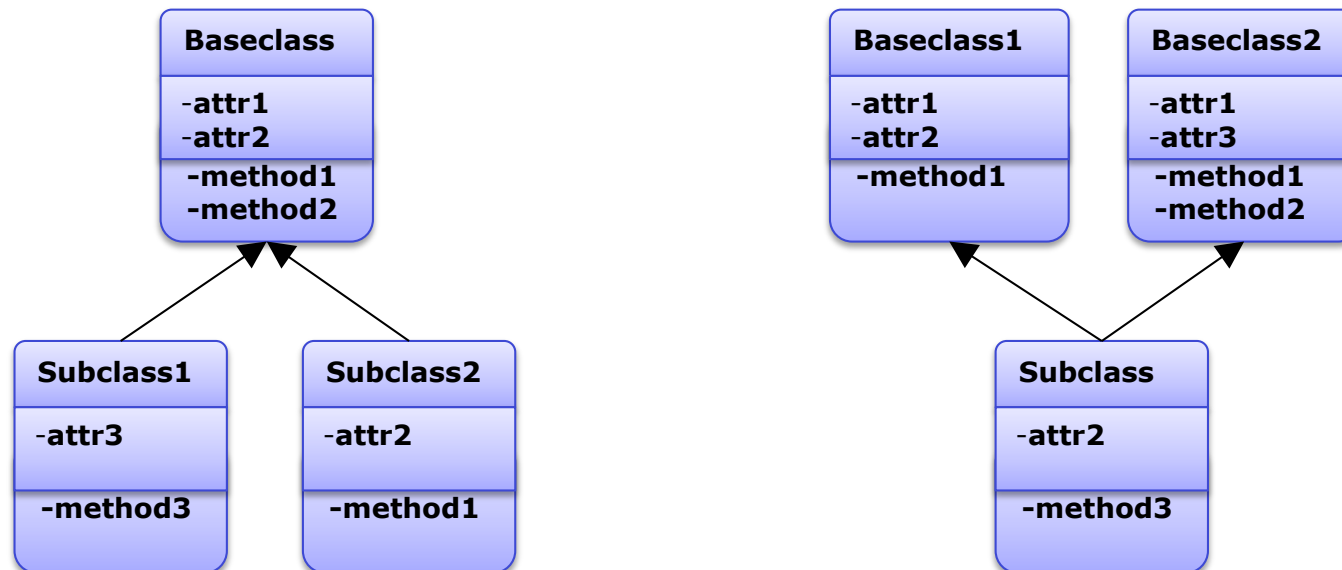 Baseclass
-attr1
-attr2
-method1
-method2
Subclass1
-attr3
-method3
Subclass2
-attr2
-method1
Baseclass1
-attr1
-attr2
-method1
Baseclass2
-attr1
-attr3
-method1
-method2
Subclass
-attr2
-method3